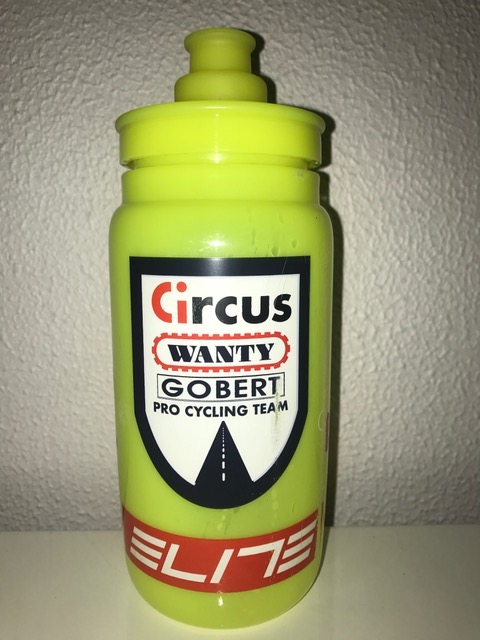 Circus
WANTY
GOBERT
PRO CYCLING TEAM
ELITE